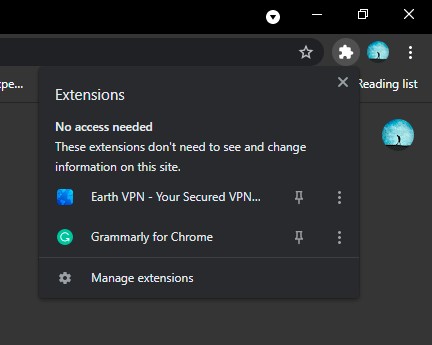 xpe...
Reading list
Extensions
No access needed
These extensions don't need to see and change
information on this site.
Earth VPN - Your Secured VPN...
Grammarly for Chrome
Manage extensions